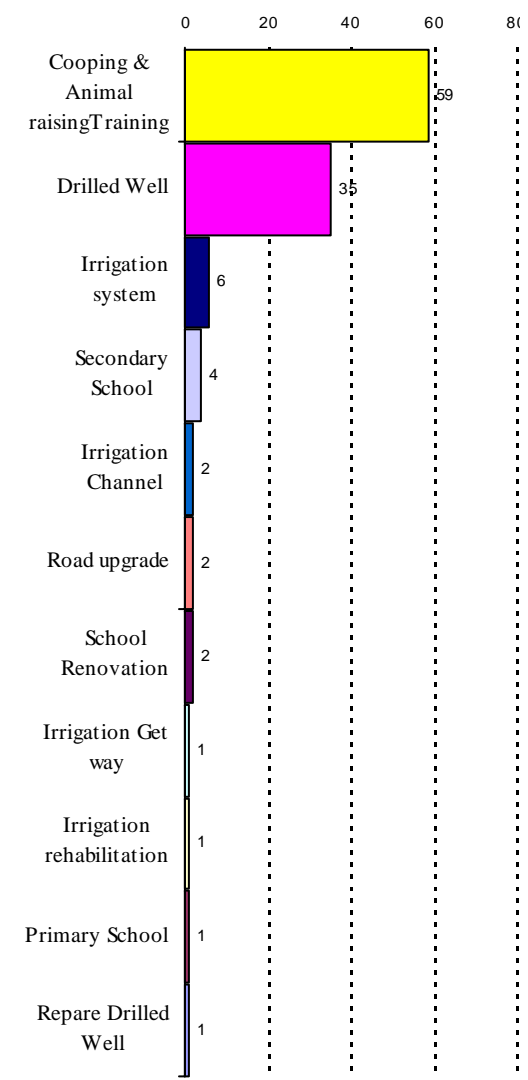 0 20 40 60 80
Cooping &
Animal
raisingTraining
59
Drilled Well
35
Irrigation
system
6
Secondary
School
4
Irrigation
Channel
2
Road upgrade
2
School
Renovation
2
Irrigation Get
way
1
Irrigation
rehabilitation
1
Primary School
1
Repare Drilled
Well
1